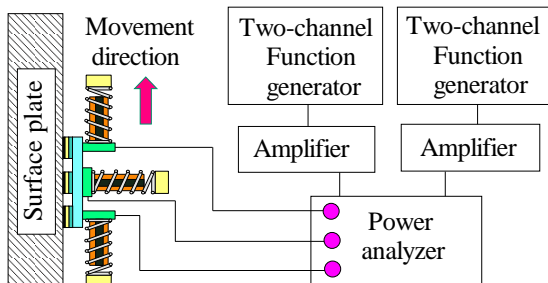 Surface plate
Movement
direction
Two-channel
Function
generator
Two-channel
Function
generator
Amplifier
Amplifier
Power
analyzer